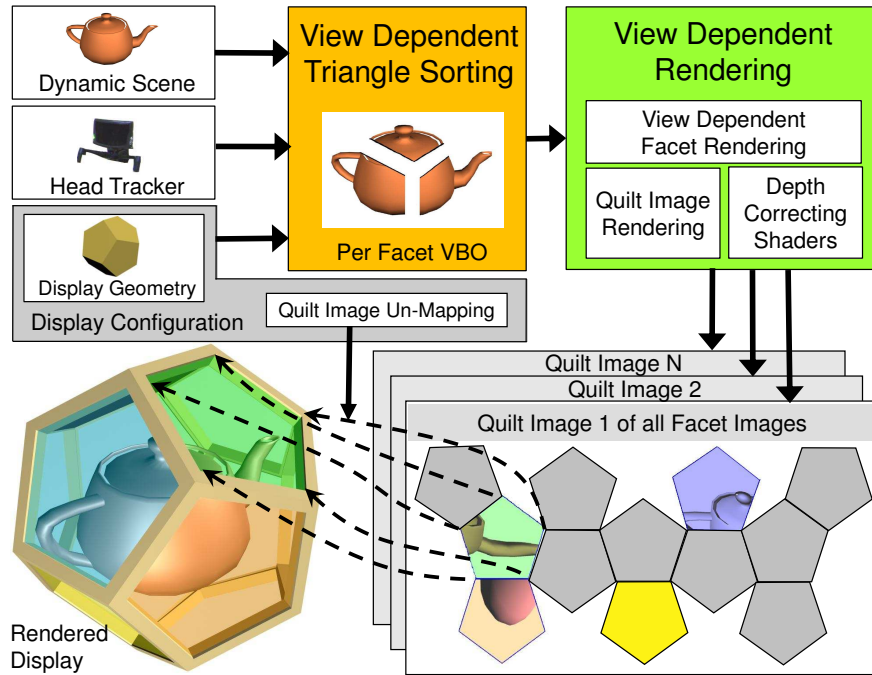 Dynamic Scene
Head Tracker
Display Geometry
Display Configuration
Quilt Image Un-Mapping
View Dependent
Triangle Sorting
Per Facet VBO
View Dependent
Rendering
View Dependent
Facet Rendering
Quilt Image
Rendering
Depth
Correcting
Shaders
Quilt Image N
Quilt Image 2
Quilt Image 1 of all Facet Images
Rendered
Display